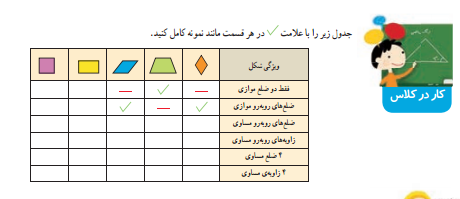 جدول زیر را با علامت ✓ در هر قسمت مانند نمونه کامل کنید.
کار در کلاس
ویژگی شکل
فقط دو ضلع موازی — ✓ —
ضلع‌های روبه‌رو موازی ✓ — ✓
ضلع‌های روبه‌رو مساوی
زاویه‌های روبه‌رو مساوی
۴ ضلع مساوی
۴ زاویه‌ی مساوی